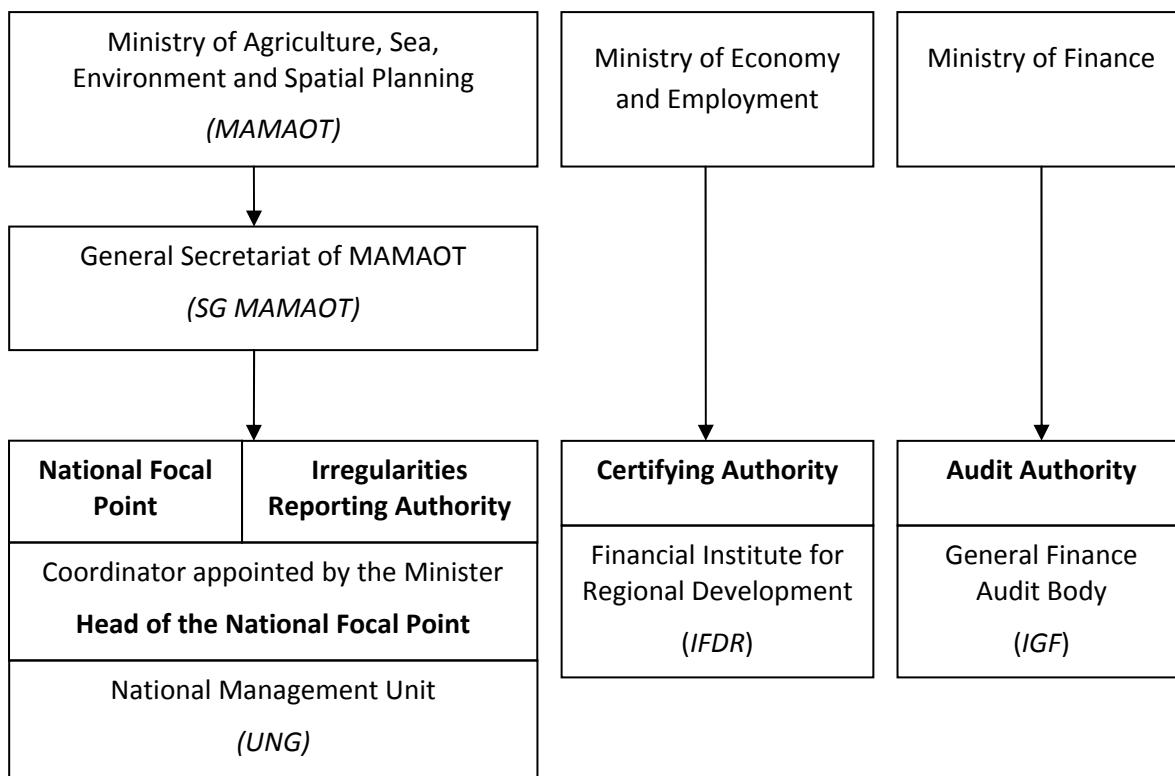 Ministry of Agriculture, Sea,
Environment and Spatial Planning
(MAMAOT)
Ministry of Economy
and Employment
Ministry of Finance
General Secretariat of MAMAOT
(SG MAMAOT)
National Focal
Point
Irregularities
Reporting Authority
Coordinator appointed by the Minister
Head of the National Focal Point
National Management Unit
(UNG)
Certifying Authority
Financial Institute for
Regional Development
(IFDR)
Audit Authority
General Finance
Audit Body
(IGF)